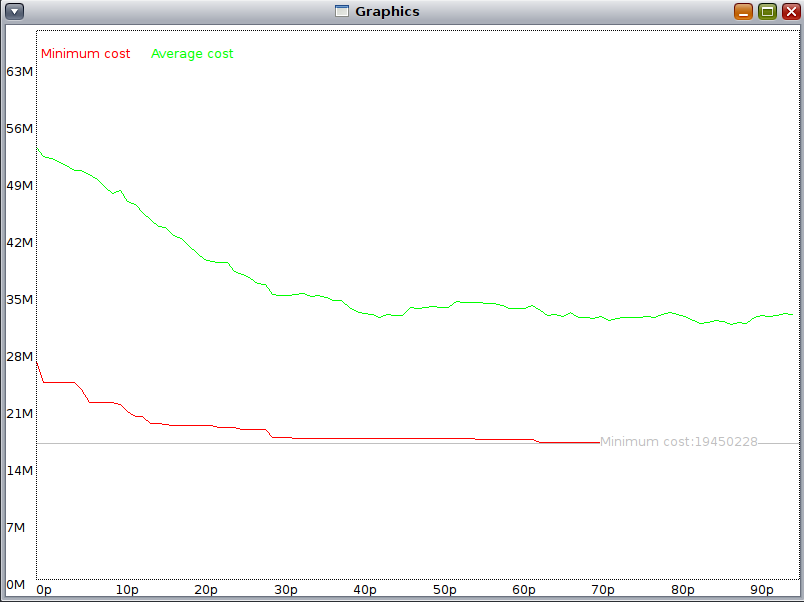 Graphics
Minimum cost Average cost
63M
56M
49M
42M
35M
28M
21M
Minimum cost:19450228
14M
7M
0M
0p 10p 20p 30p 40p 50p 60p 70p 80p 90p